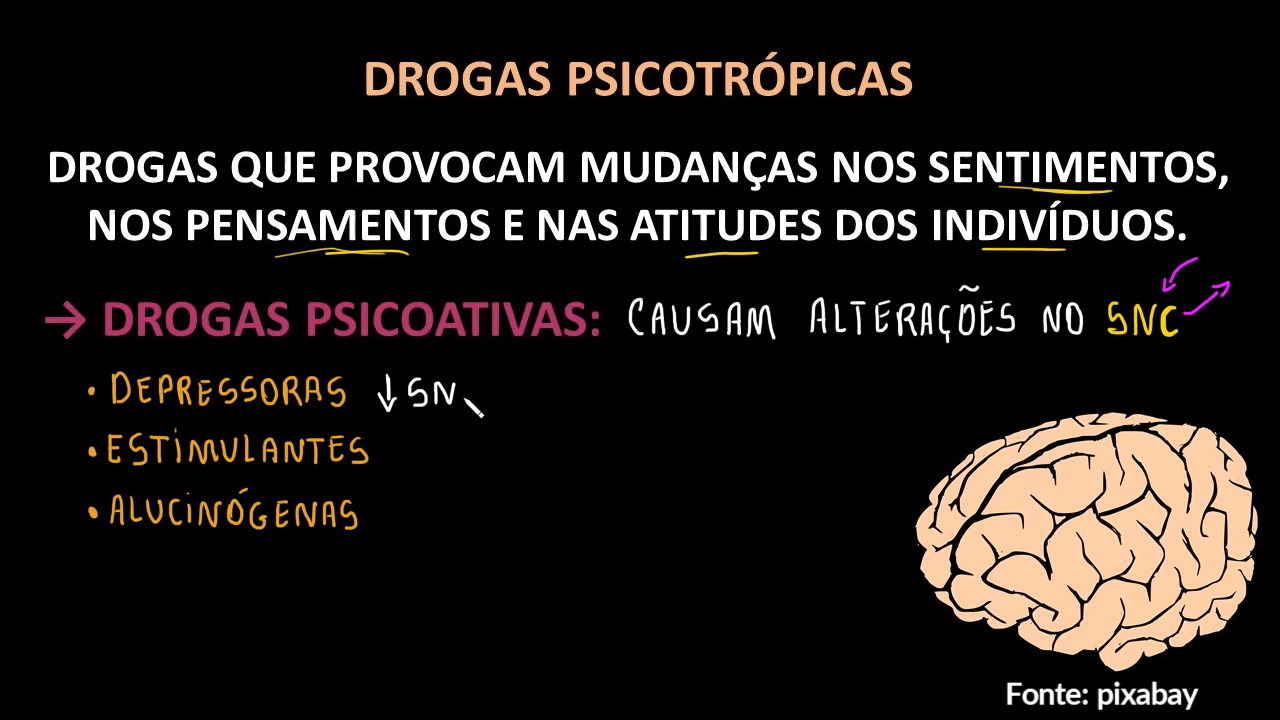 DROGAS PSICOTRÓPICAS
DROGAS QUE PROVOCAM MUDANÇAS NOS SENTIMENTOS,
NOS PENSAMENTOS E NAS ATITUDES DOS INDIVÍDUOS.
→ DROGAS PSICOATIVAS: CAUSAM ALTERAÇÕES NO SNC
• DEPRESSORAS ↓ SN
• ESTIMULANTES
• ALUCINÓGENAS
Fonte: pixabay